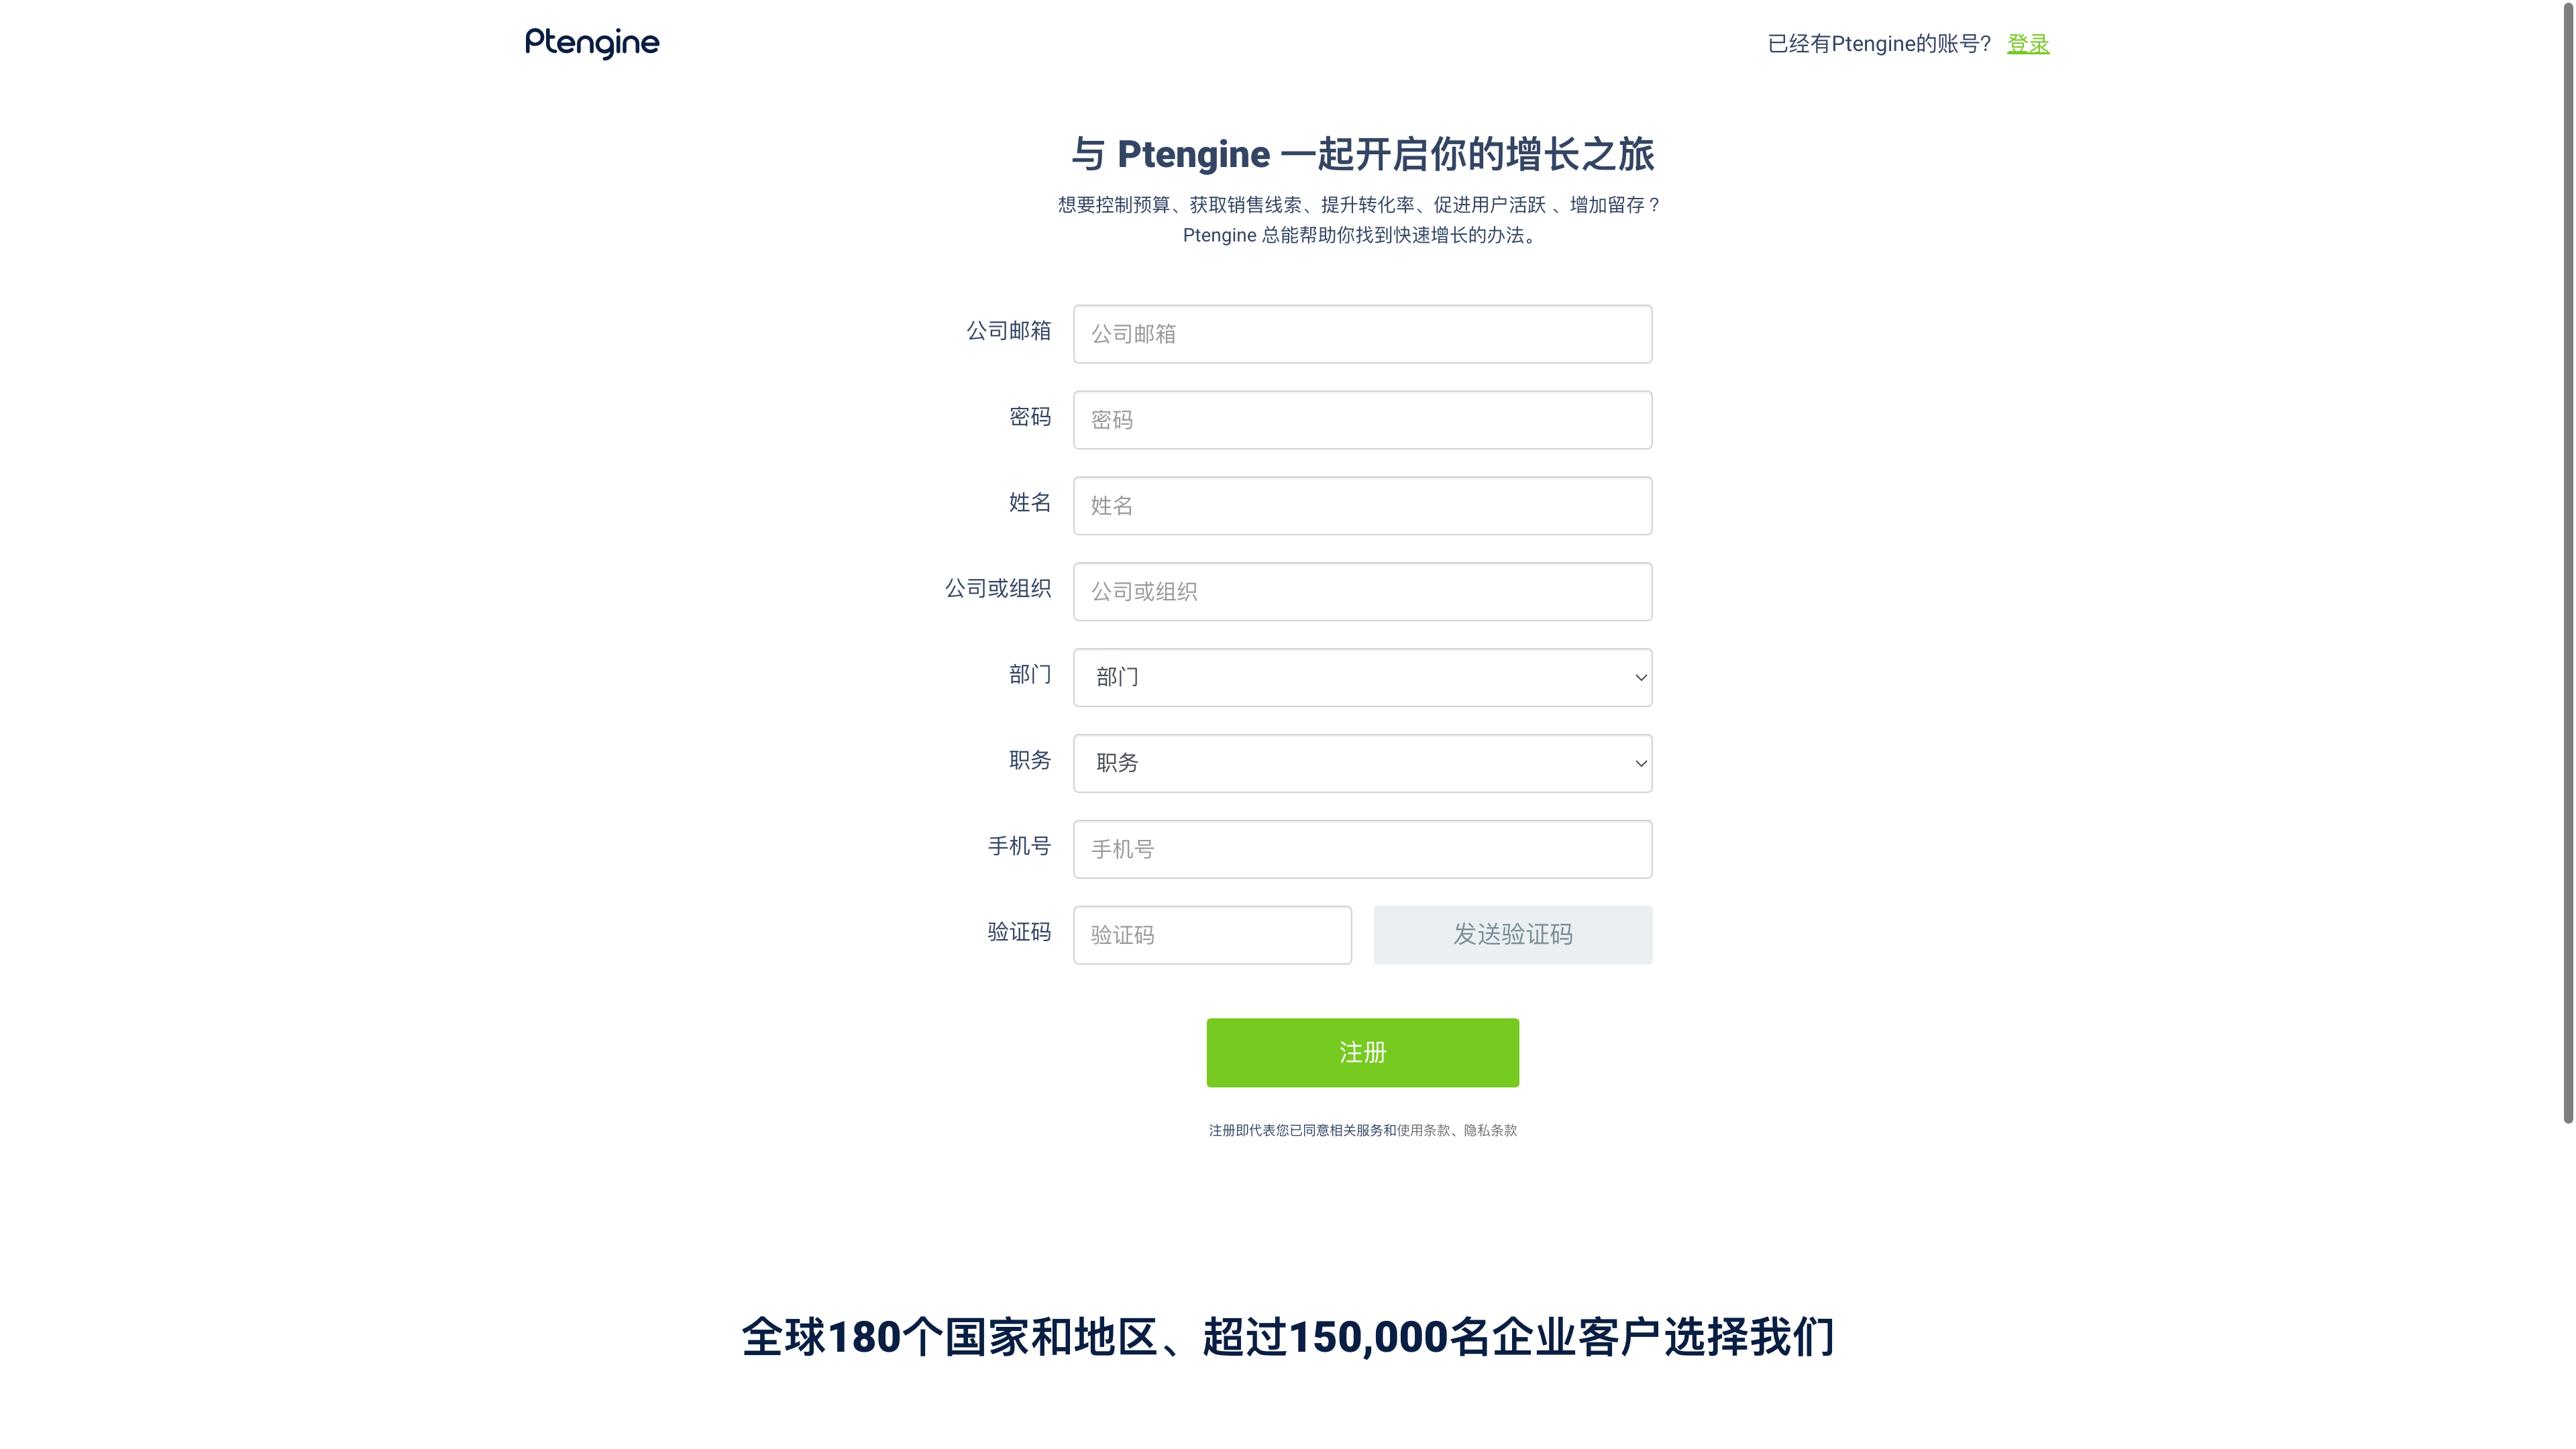 Ptengine
已经有Ptengine的账号? 登录
与 Ptengine 一起开启你的增长之旅
想要控制预算、获取销售线索、提升转化率、促进用户活跃 、增加留存？
Ptengine 总能帮助你找到快速增长的办法。
公司邮箱 公司邮箱
密码 密码
姓名 姓名
公司或组织 公司或组织
部门 部门
职务 职务
手机号 手机号
验证码 验证码 发送验证码
注册
注册即代表您已同意相关服务和使用条款、隐私条款
全球180个国家和地区、超过150,000名企业客户选择我们